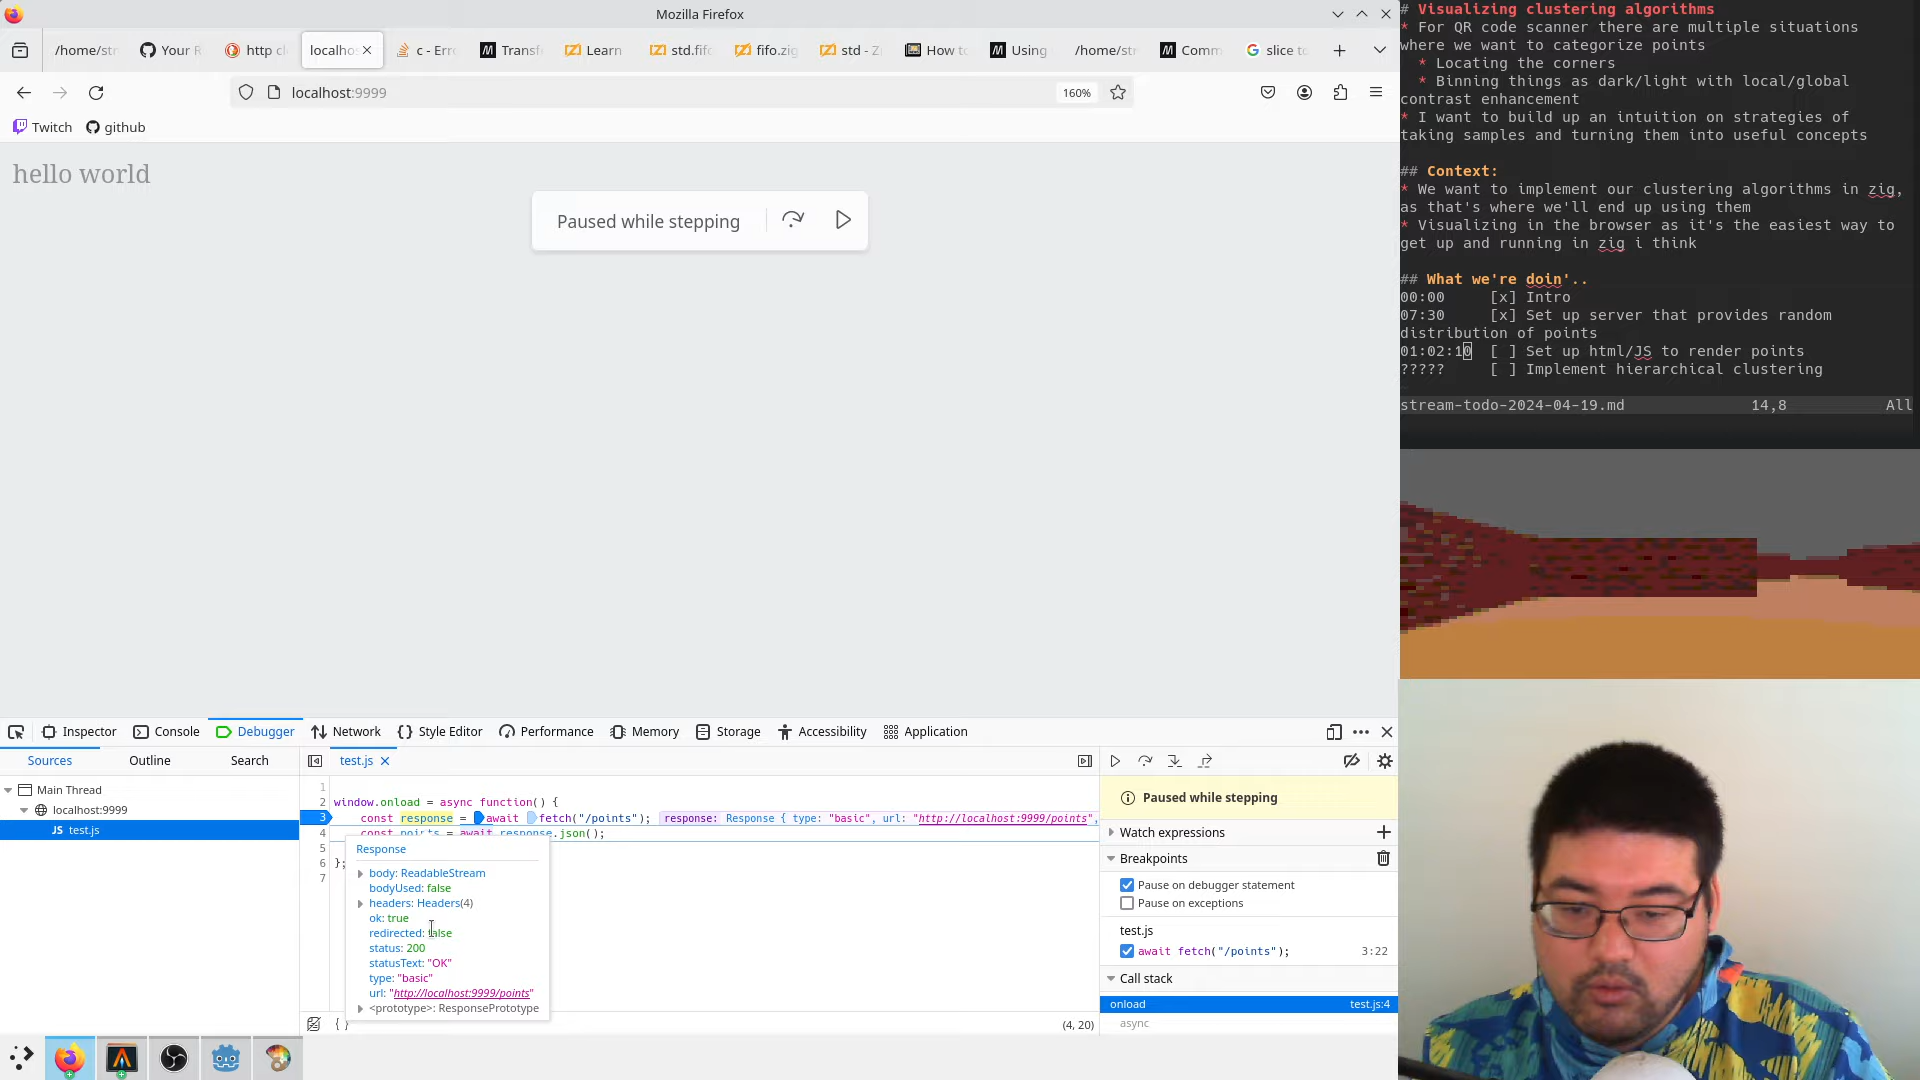 Mozilla Firefox
/home/str
Your R
http cl
localhos
c - Erro
Transf
Learn
std.fifo
fifo.zig
std - Z
How to
Using
/home/str
Comm
slice to
localhost:9999
160%
Twitch
github
hello world
Paused while stepping
Inspector
Console
Debugger
Network
Style Editor
Performance
Memory
Storage
Accessibility
Application
Sources
Outline
Search
test.js
Main Thread
localhost:9999
JS test.js
1
2 window.onload = async function() {
3 const response = await fetch("/points"); response: Response { type: "basic", url: "http://localhost:9999/points",
4 const points = await response.json();
5
6 };
7
Response
body: ReadableStream
bodyUsed: false
headers: Headers(4)
ok: true
redirected: false
status: 200
statusText: "OK"
type: "basic"
url: "http://localhost:9999/points"
<prototype>: ResponsePrototype
{ }
(4, 20)
Paused while stepping
Watch expressions
Breakpoints
Pause on debugger statement
Pause on exceptions
test.js
await fetch("/points"); 3:22
Call stack
onload test.js:4
async
# Visualizing clustering algorithms
* For QR code scanner there are multiple situations
where we want to categorize points
* Locating the corners
* Binning things as dark/light with local/global
contrast enhancement
* I want to build up an intuition on strategies of
taking samples and turning them into useful concepts
## Context:
* We want to implement our clustering algorithms in zig,
as that's where we'll end up using them
* Visualizing in the browser as it's the easiest way to
get up and running in zig i think
## What we're doin'..
00:00 [x] Intro
07:30 [x] Set up server that provides random
distribution of points
01:02:10 [ ] Set up html/JS to render points
????? [ ] Implement hierarchical clustering
stream-todo-2024-04-19.md 14,8 All